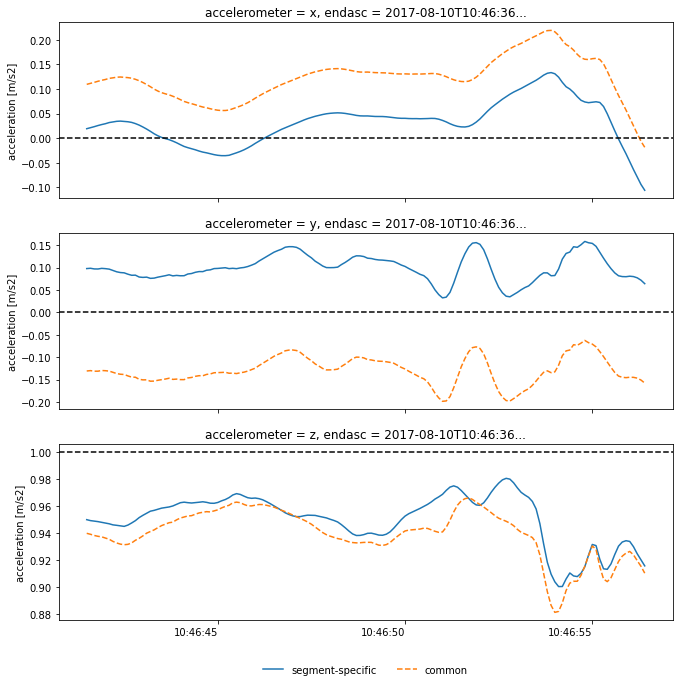 accelerometer = x, endasc = 2017-08-10T10:46:36...
acceleration [m/s2]
0.20
0.15
0.10
0.05
0.00
−0.05
−0.10
accelerometer = y, endasc = 2017-08-10T10:46:36...
acceleration [m/s2]
0.15
0.10
0.05
0.00
−0.05
−0.10
−0.15
−0.20
accelerometer = z, endasc = 2017-08-10T10:46:36...
acceleration [m/s2]
1.00
0.98
0.96
0.94
0.92
0.90
0.88
10:46:45 10:46:50 10:46:55
segment-specific common